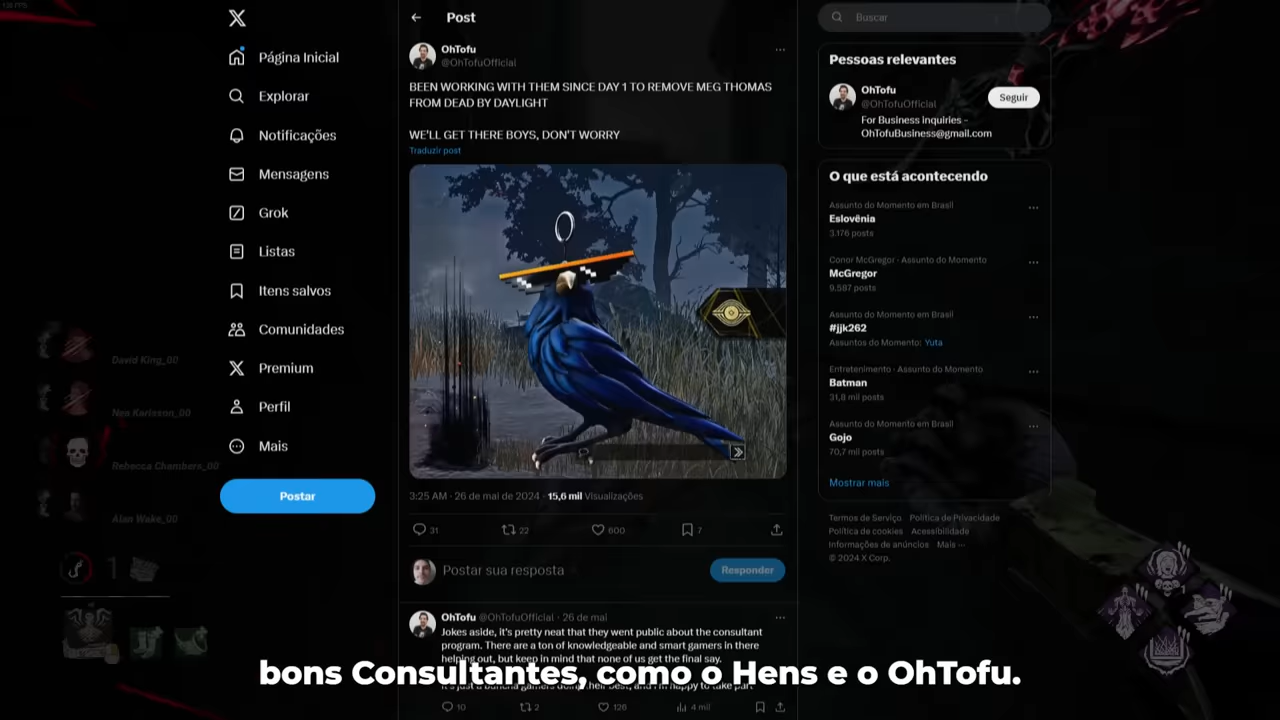 Página Inicial
Explorar
Notificações
Mensagens
Grok
Listas
Itens salvos
Comunidades
Premium
Perfil
Mais
Postar
David King_00
Nea Karlsson_00
Rebecca Chambers_00
Alan Wake_00
1
Post
OhTofu
@OhTofuOfficial
BEEN WORKING WITH THEM SINCE DAY 1 TO REMOVE MEG THOMAS
FROM DEAD BY DAYLIGHT
WE'LL GET THERE BOYS, DON'T WORRY
Traduzir post
3:25 AM · 26 de mai de 2024 · 15,6 mil Visualizações
31 22 600 7
Postar sua resposta
Responder
OhTofu @OhTofuOfficial · 26 de mai
Jokes aside, it's pretty neat that they went public about the consultant
program. There are a ton of knowledgeable and smart gamers in there
helping out, but keep in mind that none of us get the final say.
bons Consultantes, como o Hens e o OhTofu.
10 2 126 4 mil
Buscar
Pessoas relevantes
OhTofu
@OhTofuOfficial
Seguir
For Business inquiries -
OhTofuBusiness@gmail.com
O que está acontecendo
Assunto do Momento em Brasil
Eslovênia
3.176 posts
Conor McGregor · Assunto do Momento
McGregor
9.587 posts
Assunto do Momento em Brasil
#jjk262
Assuntos do Momento: Yuta
Entretenimento · Assunto do Momento
Batman
31,8 mil posts
Assunto do Momento em Brasil
Gojo
70,7 mil posts
Mostrar mais
Termos de Serviço Política de Privacidade
Política de cookies Acessibilidade
Informações de anúncios Mais ···
© 2024 X Corp.